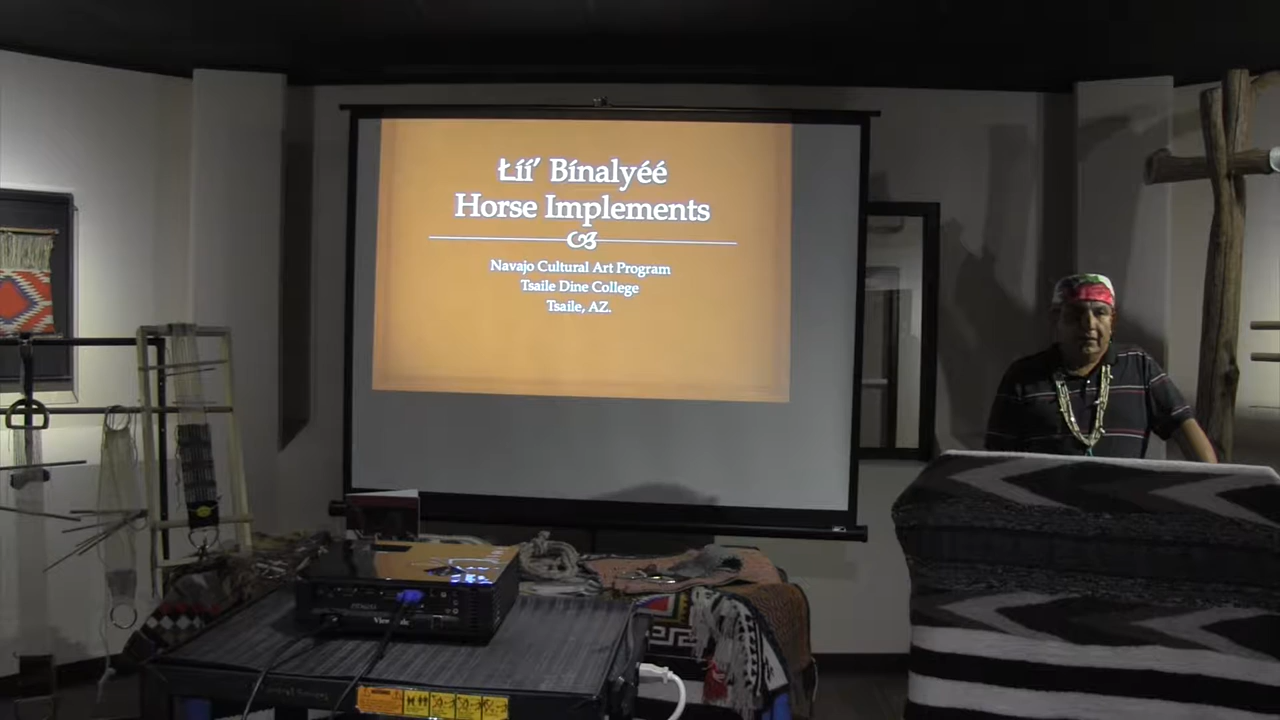 Łíí’ Bínalyéé
Horse Implements
Navajo Cultural Art Program
Tsaile Dine College
Tsaile, AZ.